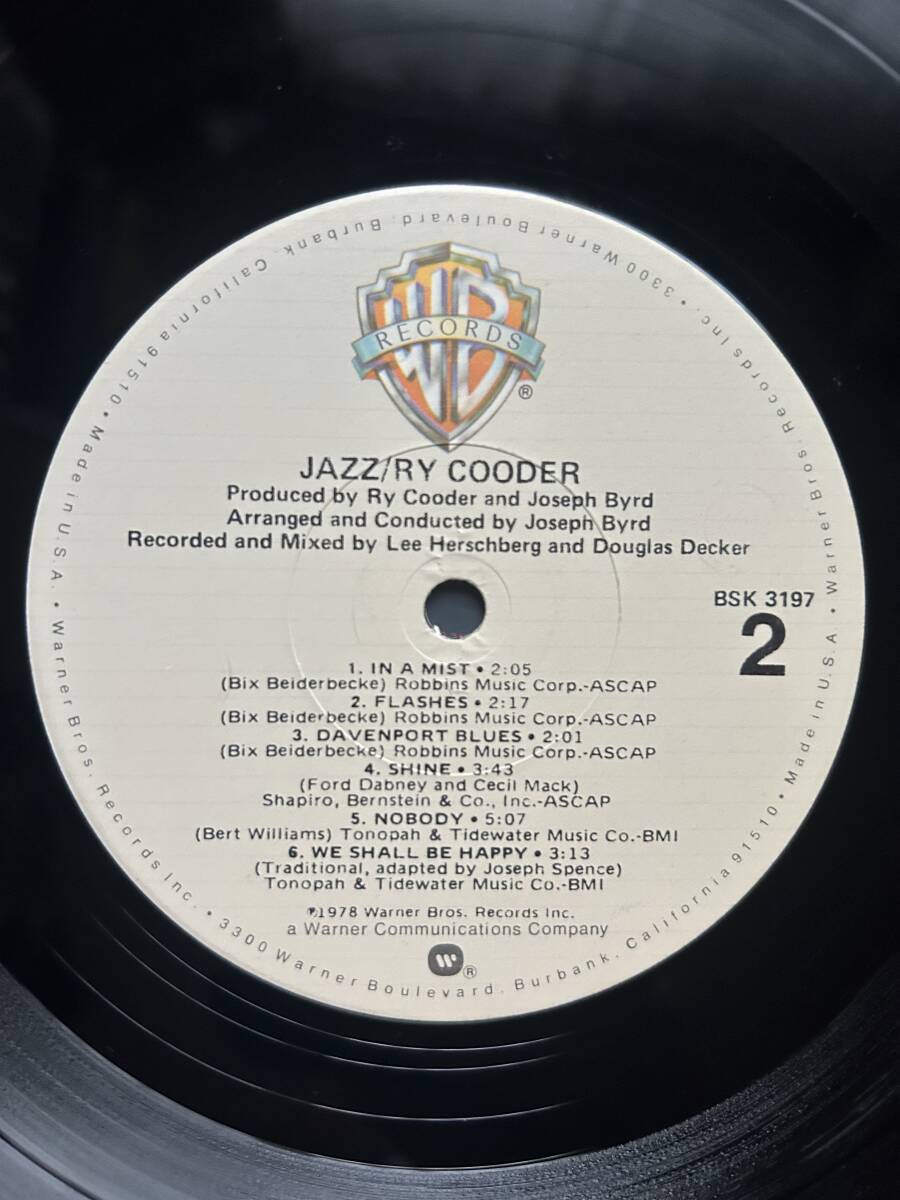 WB
RECORDS
®
JAZZ/RY COODER
Produced by Ry Cooder and Joseph Byrd
Arranged and Conducted by Joseph Byrd
Recorded and Mixed by Lee Herschberg and Douglas Decker
BSK 3197
2
1. IN A MIST • 2:05
(Bix Beiderbecke) Robbins Music Corp.-ASCAP
2. FLASHES • 2:17
(Bix Beiderbecke) Robbins Music Corp.-ASCAP
3. DAVENPORT BLUES • 2:01
(Bix Beiderbecke) Robbins Music Corp.-ASCAP
4. SHINE • 3:43
(Ford Dabney and Cecil Mack)
Shapiro, Bernstein & Co., Inc.-ASCAP
5. NOBODY • 5:07
(Bert Williams) Tonopah & Tidewater Music Co.-BMI
6. WE SHALL BE HAPPY • 3:13
(Traditional, adapted by Joseph Spence)
Tonopah & Tidewater Music Co.-BMI
℗1978 Warner Bros. Records Inc.
a Warner Communications Company
®
Warner Bros. Records Inc. • 3300 Warner Boulevard. Burbank. California 91510 • Made in U.S.A. • Warner Bros. Records Inc. • 3300 Warner Boulevard. Burbank. California 91510 • Made in U.S.A. •